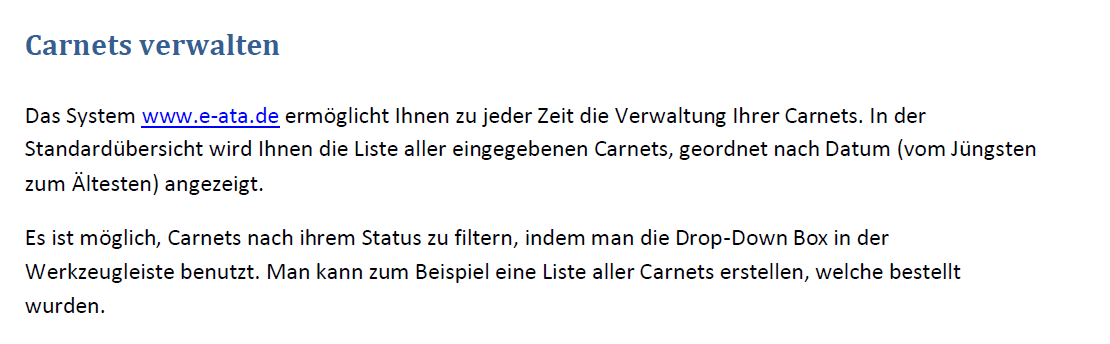 Carnets verwalten
Das System www.e-ata.de ermöglicht Ihnen zu jeder Zeit die Verwaltung Ihrer Carnets. In der
Standardübersicht wird Ihnen die Liste aller eingegebenen Carnets, geordnet nach Datum (vom Jüngsten
zum Ältesten) angezeigt.
Es ist möglich, Carnets nach ihrem Status zu filtern, indem man die Drop-Down Box in der
Werkzeugleiste benutzt. Man kann zum Beispiel eine Liste aller Carnets erstellen, welche bestellt
wurden.